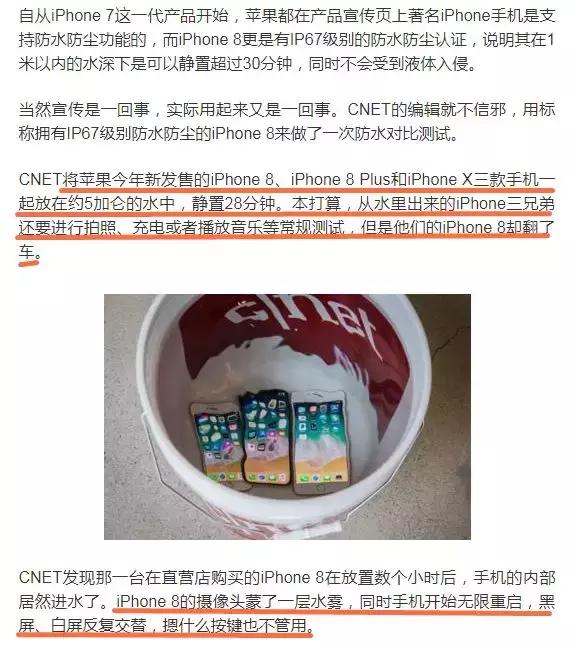 自从iPhone 7这一代产品开始，苹果都在产品宣传页上著名iPhone手机是支
持防水防尘功能的，而iPhone 8更是有IP67级别的防水防尘认证，说明其在1
米以内的水深下是可以静置超过30分钟，同时不会受到液体入侵。
当然宣传是一回事，实际用起来又是一回事。CNET的编辑就不信邪，用标
称拥有IP67级别防水防尘的iPhone 8来做了一次防水对比测试。
CNET将苹果今年新发售的iPhone 8、iPhone 8 Plus和iPhone X三款手机一
起放在约5加仑的水中，静置28分钟。本打算，从水里出来的iPhone三兄弟
还要进行拍照、充电或者播放音乐等常规测试，但是他们的iPhone 8却翻了
车。
cinet
CNET发现那一台在直营店购买的iPhone 8在放置数个小时后，手机的内部
居然进水了。iPhone 8的摄像头蒙了一层水雾，同时手机开始无限重启，黑
屏、白屏反复交替，摁什么按键也不管用。